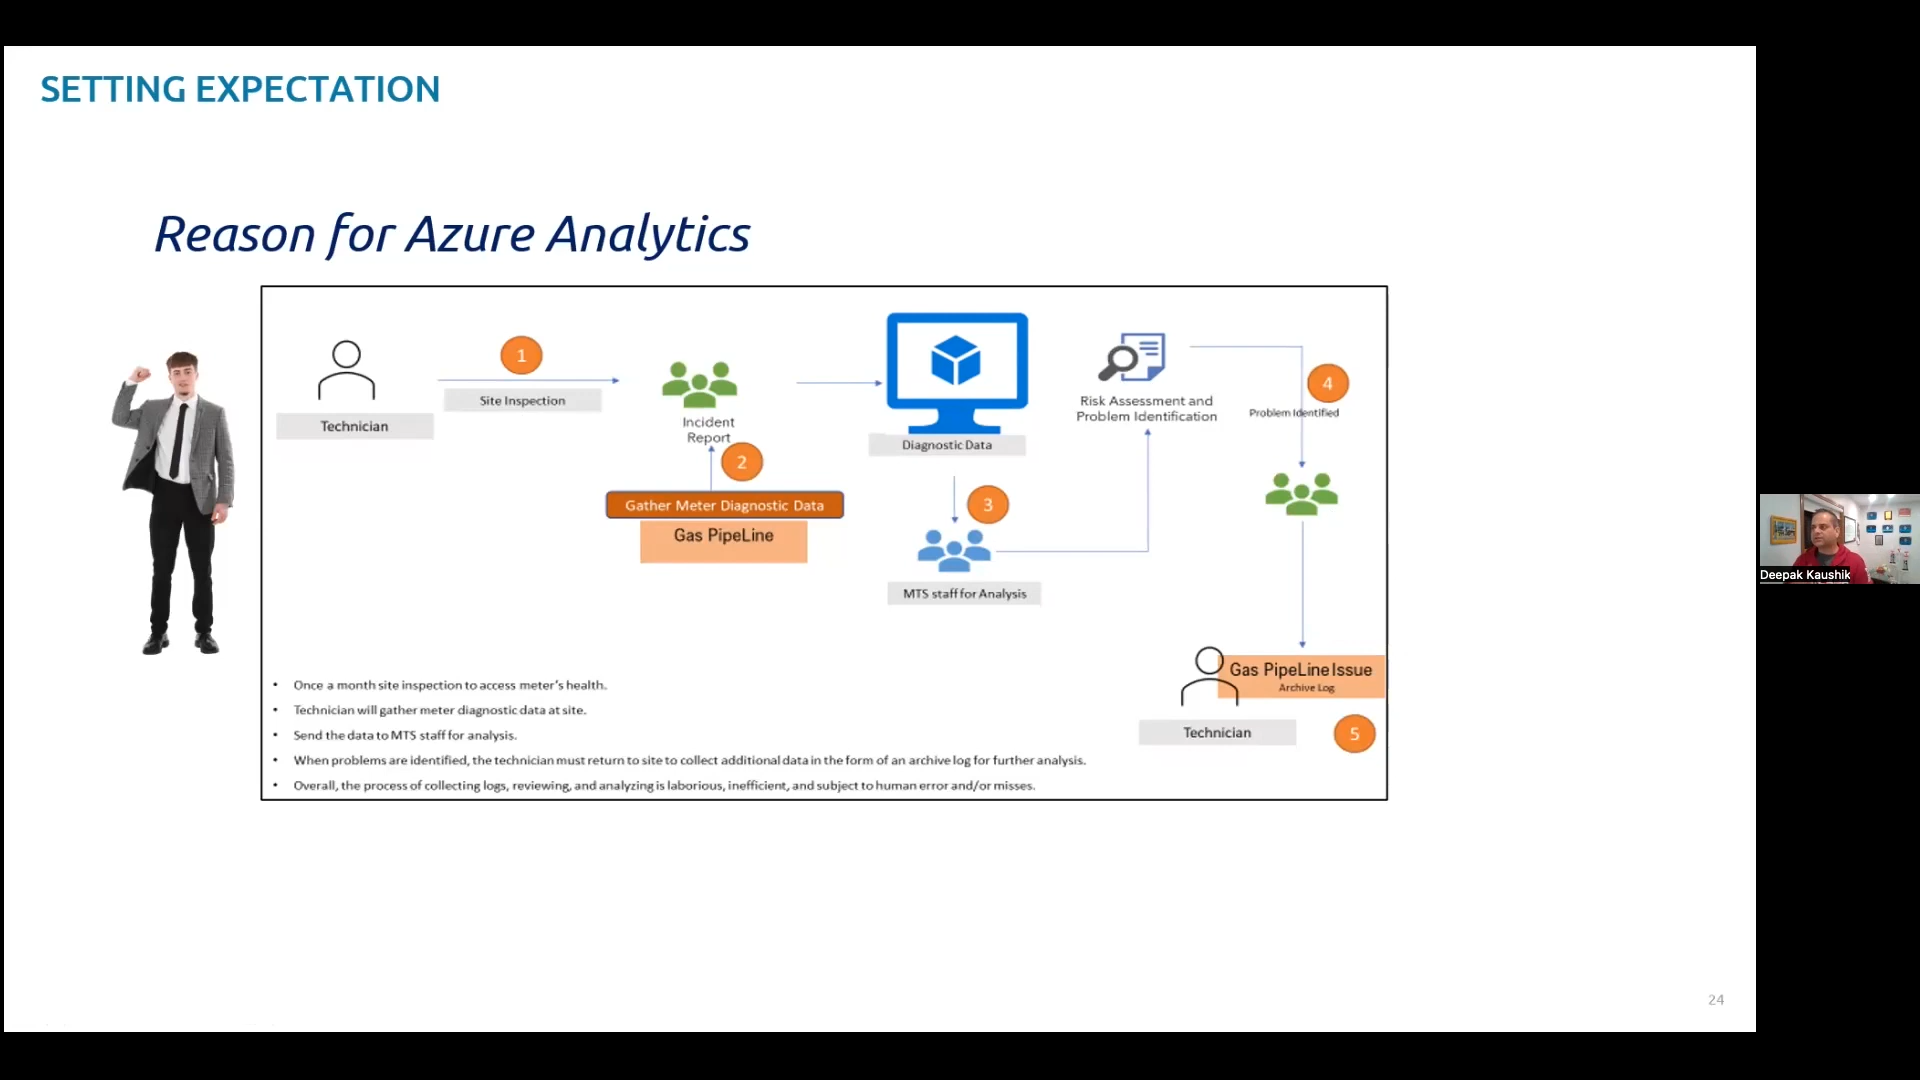 SETTING EXPECTATION
Reason for Azure Analytics
1
Site Inspection
Technician
Incident
Report
2
Gather Meter Diagnostic Data
Gas PipeLine
Diagnostic Data
3
MTS staff for Analysis
Risk Assessment and
Problem Identification
4
Problem Identified
Gas PipeLine Issue
Archive Log
Technician
5
• Once a month site inspection to access meter's health.
• Technician will gather meter diagnostic data at site.
• Send the data to MTS staff for analysis.
• When problems are identified, the technician must return to site to collect additional data in the form of an archive log for further analysis.
• Overall, the process of collecting logs, reviewing, and analyzing is laborious, inefficient, and subject to human error and/or misses.
24
Deepak Kaushik